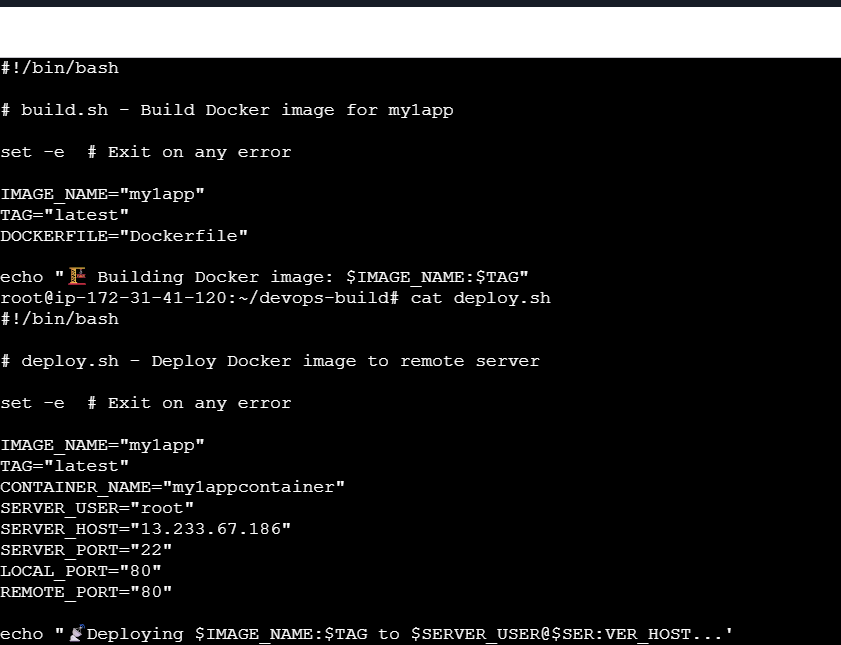 #!/bin/bash
# build.sh – Build Docker image for my1app
set -e  # Exit on any error
IMAGE_NAME="my1app"
TAG="latest"
DOCKERFILE="Dockerfile"
echo "🏗️ Building Docker image: $IMAGE_NAME:$TAG"
root@ip-172-31-41-120:~/devops-build# cat deploy.sh
#!/bin/bash
# deploy.sh – Deploy Docker image to remote server
set -e  # Exit on any error
IMAGE_NAME="my1app"
TAG="latest"
CONTAINER_NAME="my1appcontainer"
SERVER_USER="root"
SERVER_HOST="13.233.67.186"
SERVER_PORT="22"
LOCAL_PORT="80"
REMOTE_PORT="80"
echo "📡Deploying $IMAGE_NAME:$TAG to $SERVER_USER@$SER:VER_HOST...'